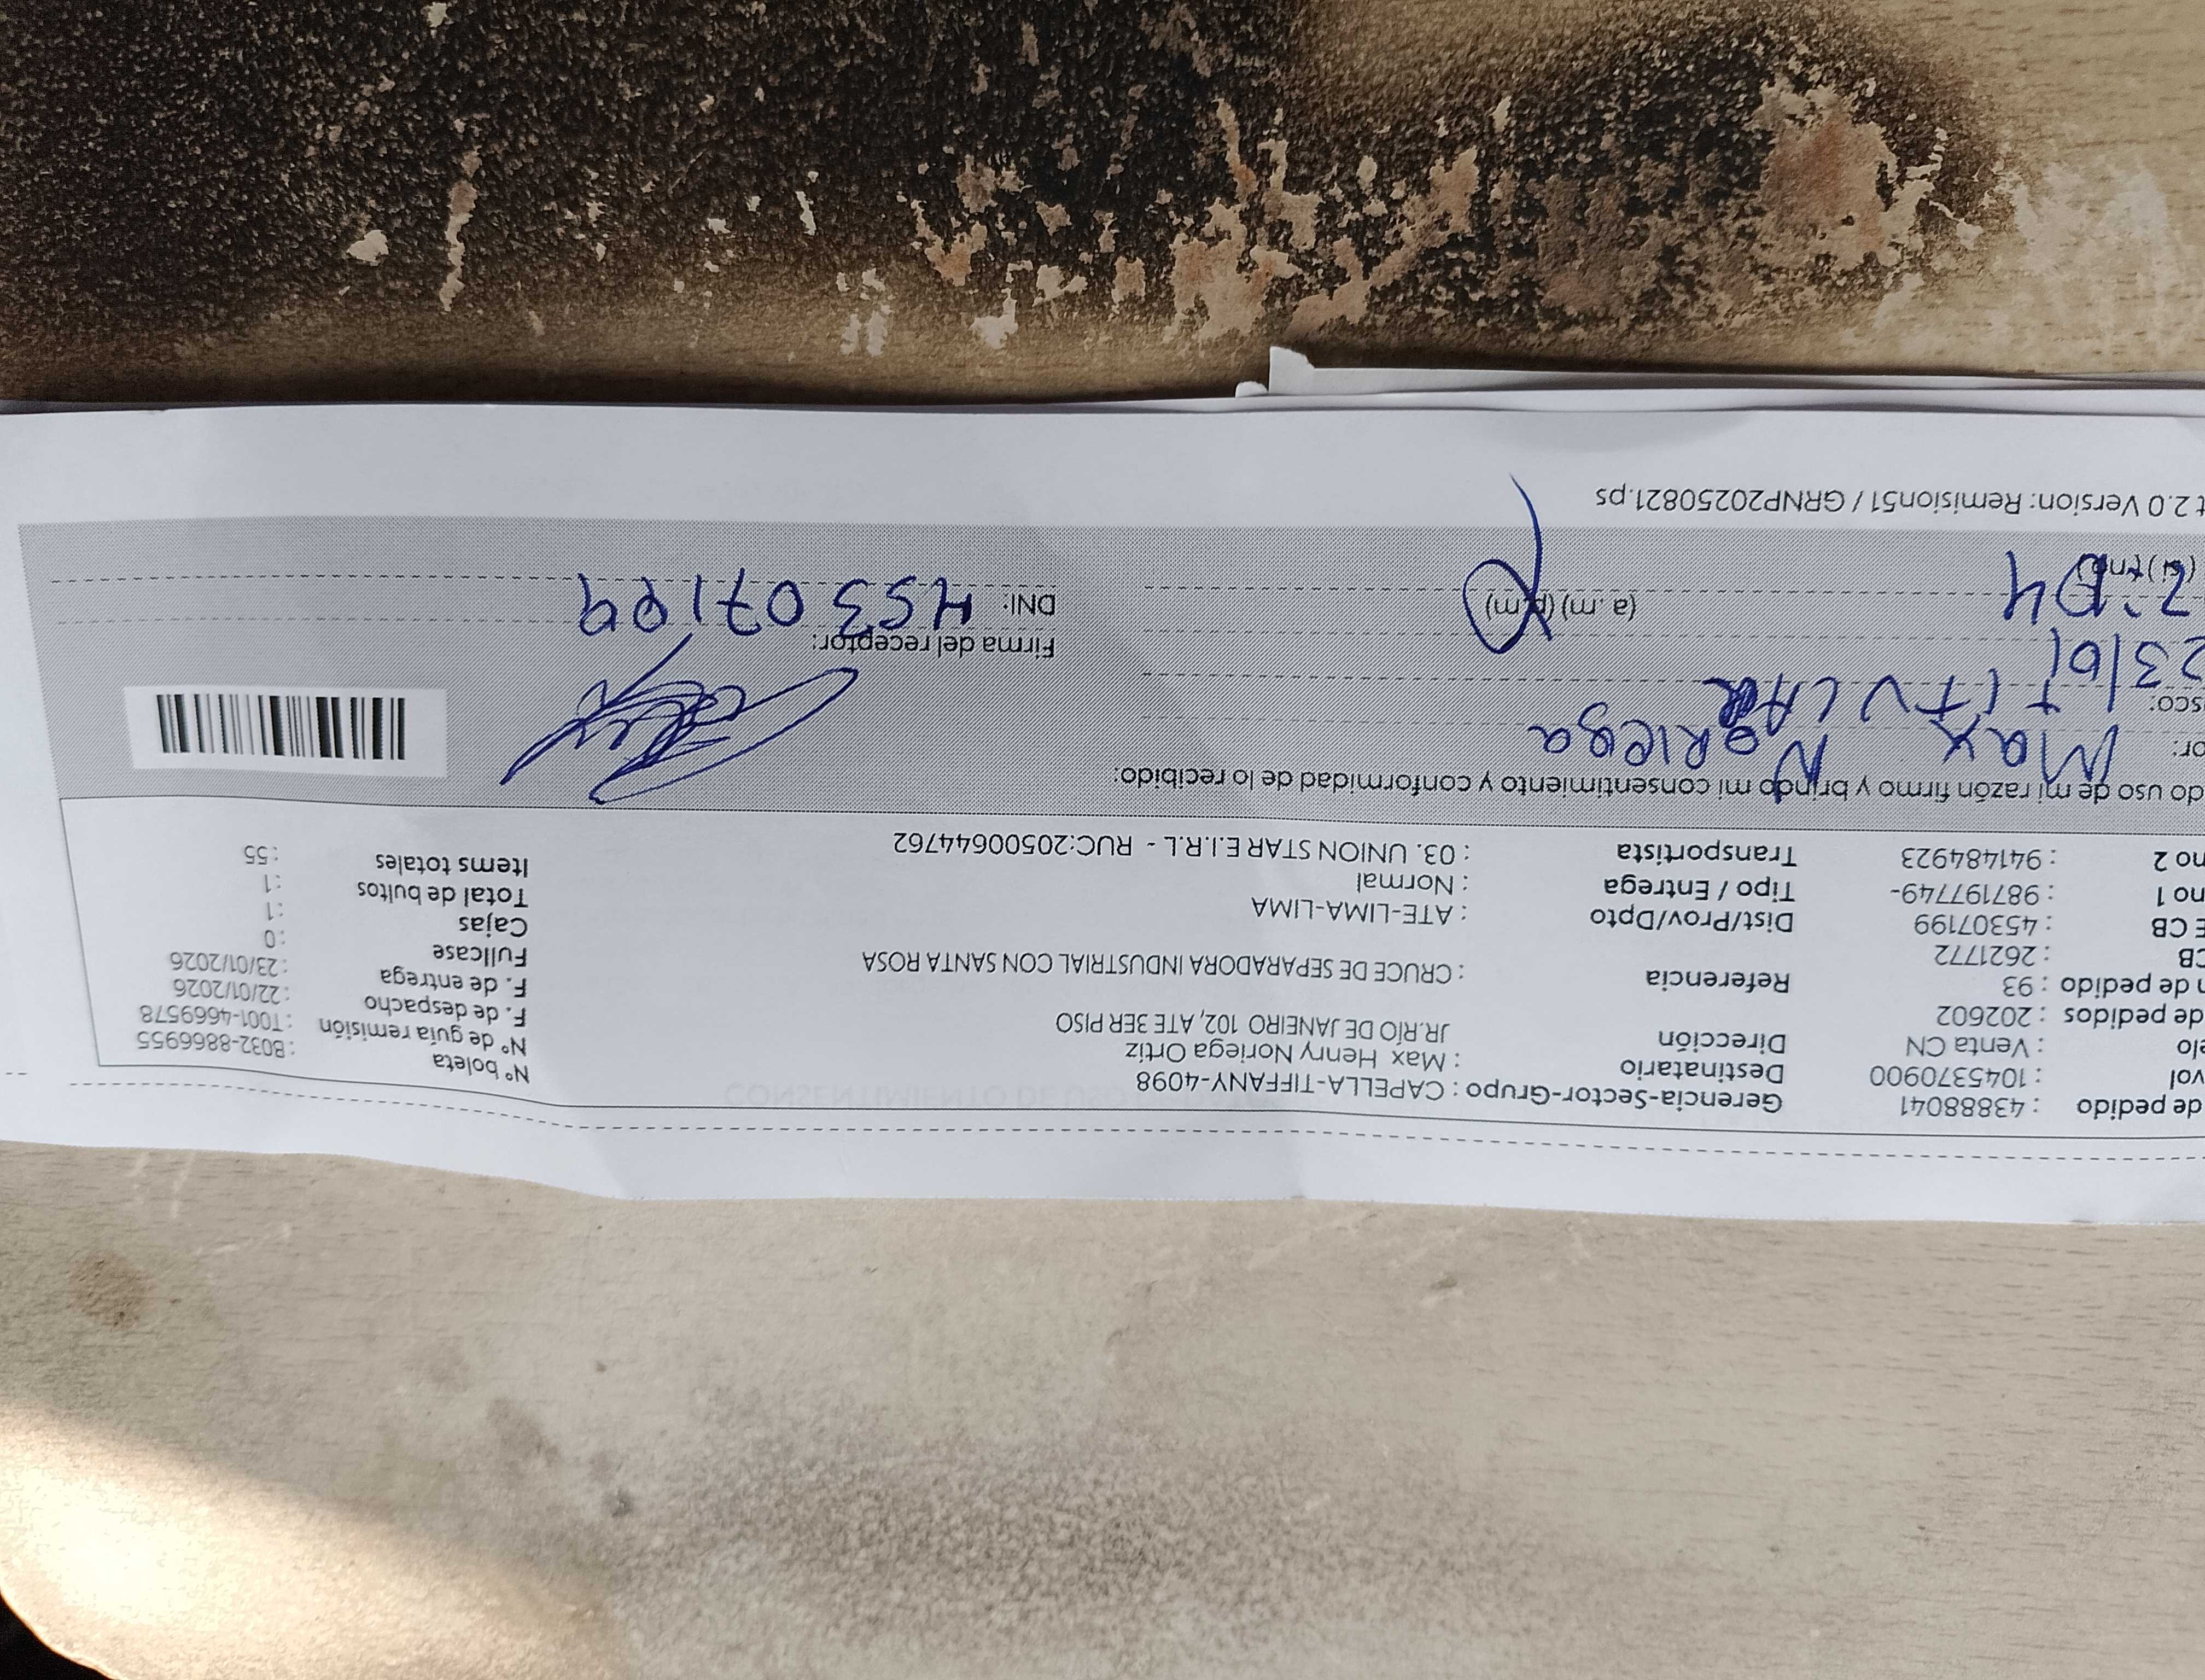 de pedido : 43888041 Gerencia-Sector-Grupo : CAPELLA-TIFFANY-4098 Nº boleta : B032-8866955
vol : 1045370900 Destinatario : Max Henry Noriega Ortiz Nº de guía remisión : T001-4669578
elo : Venta CN Dirección JR.RÍO DE JANEIRO 102, ATE 3ER PISO F. de despacho : 22/01/2026
de pedidos : 202602 F. de entrega : 23/01/2026
n de pedido : 93 Referencia : CRUCE DE SEPARADORA INDUSTRIAL CON SANTA ROSA Fullcase : 0
CB : 2621772 Cajas : 1
E CB : 45307199 Dist/Prov/Dpto : ATE-LIMA-LIMA Total de bultos : 1
no 1 : 987197749- Tipo / Entrega : Normal Items totales : 55
no 2 : 941484923 Transportista : 03. UNION STAR E.I.R.L - RUC:20500644762
do uso de mi razón firmo y brindo mi consentimiento y conformidad de lo recibido:
or: Max Noriega
sco: titular
23/01 Firma del receptor:
(a.m) (p.m) DNI: 45307199
t 2.0 Version: Remision51 / GRNP20250821.ps